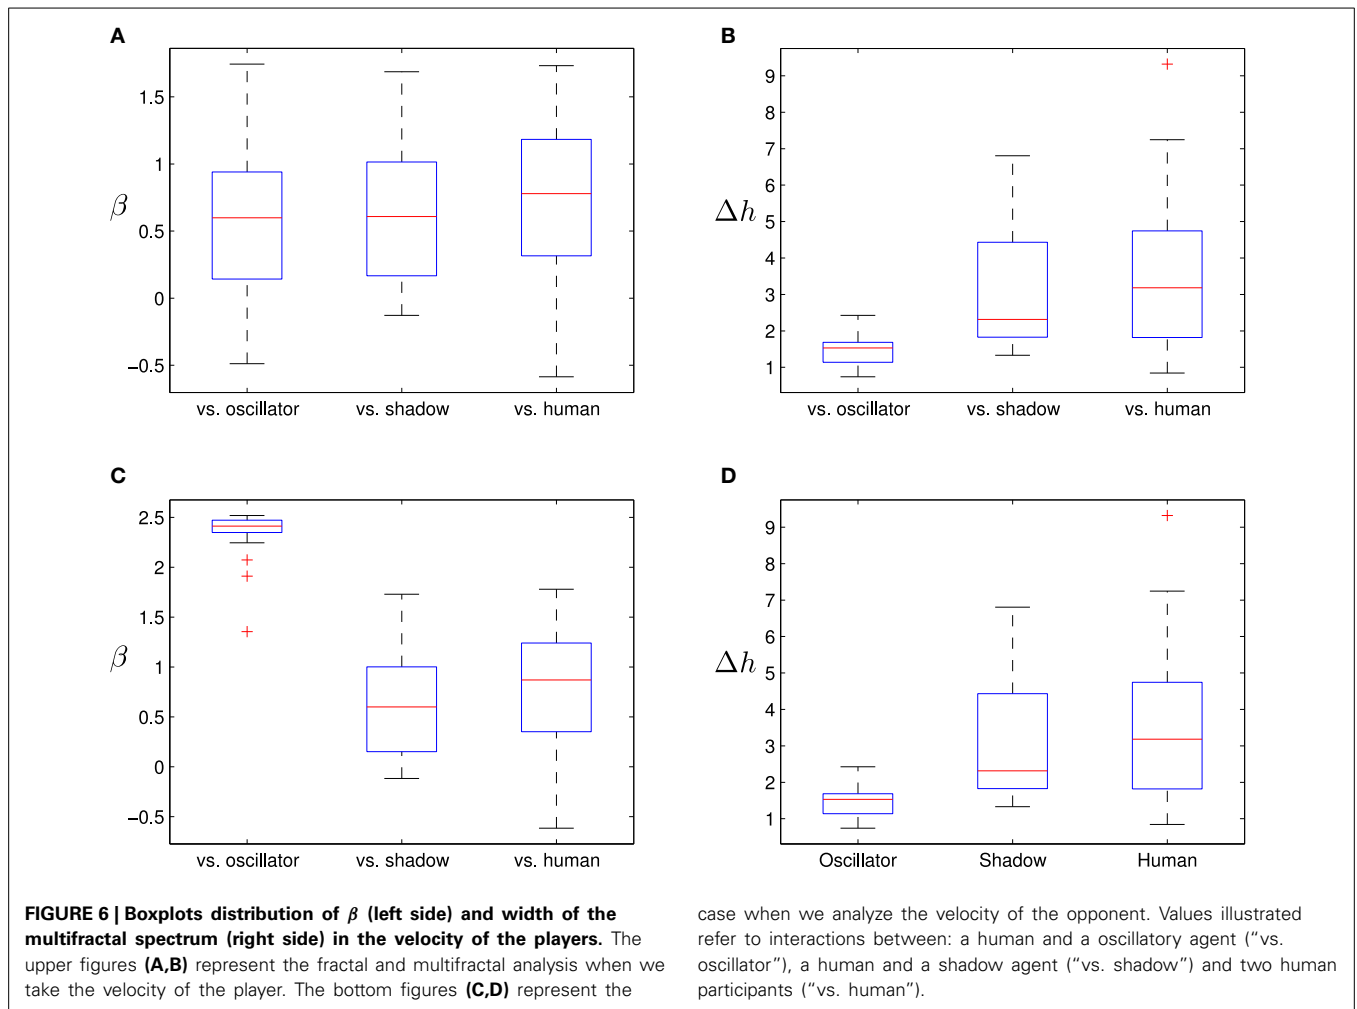 A
1.5
1
0.5
0
−0.5
β
vs. oscillator
vs. shadow
vs. human
B
9
8
7
6
5
4
3
2
1
Δh
vs. oscillator
vs. shadow
vs. human
C
2.5
2
1.5
1
0.5
0
−0.5
β
vs. oscillator
vs. shadow
vs. human
D
9
8
7
6
5
4
3
2
1
Δh
Oscillator
Shadow
Human
FIGURE 6 | Boxplots distribution of β (left side) and width of the
multifractal spectrum (right side) in the velocity of the players. The
upper figures (A,B) represent the fractal and multifractal analysis when we
take the velocity of the player. The bottom figures (C,D) represent the
case when we analyze the velocity of the opponent. Values illustrated
refer to interactions between: a human and a oscillatory agent (“vs.
oscillator”), a human and a shadow agent (“vs. shadow”) and two human
participants (“vs. human”).